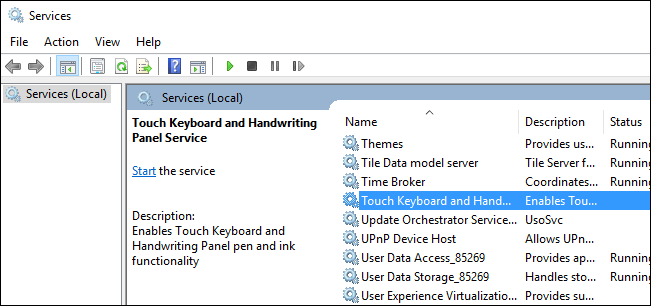 Services
File Action View Help
Services (Local)
Services (Local)
Touch Keyboard and Handwriting
Panel Service
Start the service
Description:
Enables Touch Keyboard and
Handwriting Panel pen and ink
functionality
Name Description Status
Themes Provides us... Running
Tile Data model server Tile Server f... Running
Time Broker Coordinates... Running
Touch Keyboard and Hand... Enables Tou...
Update Orchestrator Service... UsoSvc
UPnP Device Host Allows UPn...
User Data Access_85269 Provides ap... Running
User Data Storage_85269 Handles sto... Running
User Experience Virtualizatio... Provides su...